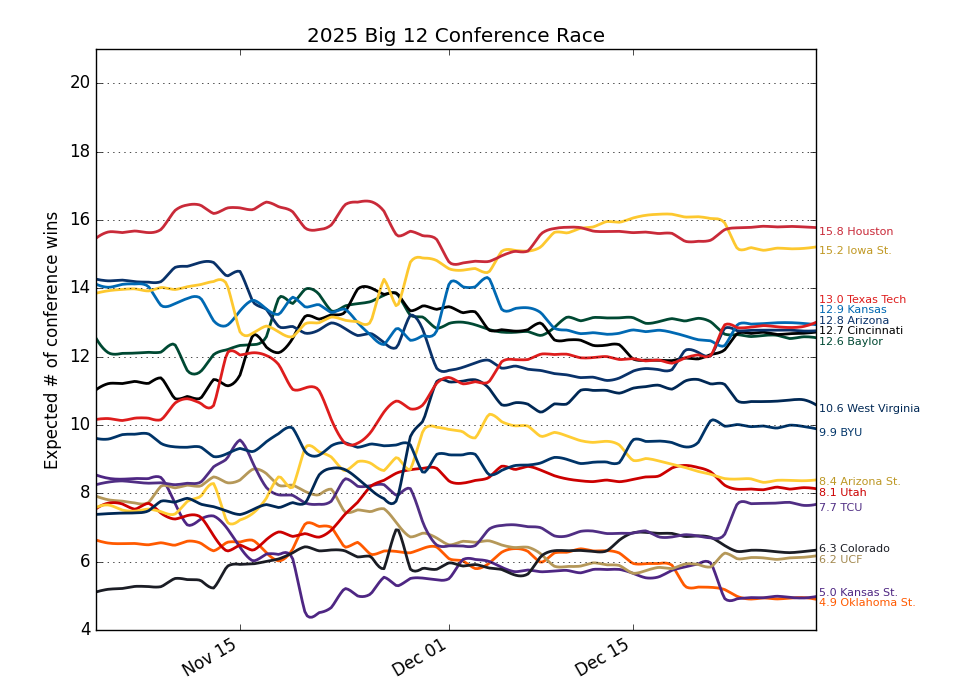 2025 Big 12 Conference Race
Expected # of conference wins
20
18
16
14
12
10
8
6
4
Nov 15
Dec 01
Dec 15
15.8 Houston
15.2 Iowa St.
13.0 Texas Tech
12.9 Kansas
12.8 Arizona
12.7 Cincinnati
12.6 Baylor
10.6 West Virginia
9.9 BYU
8.4 Arizona St.
8.1 Utah
7.7 TCU
6.3 Colorado
6.2 UCF
5.0 Kansas St.
4.9 Oklahoma St.